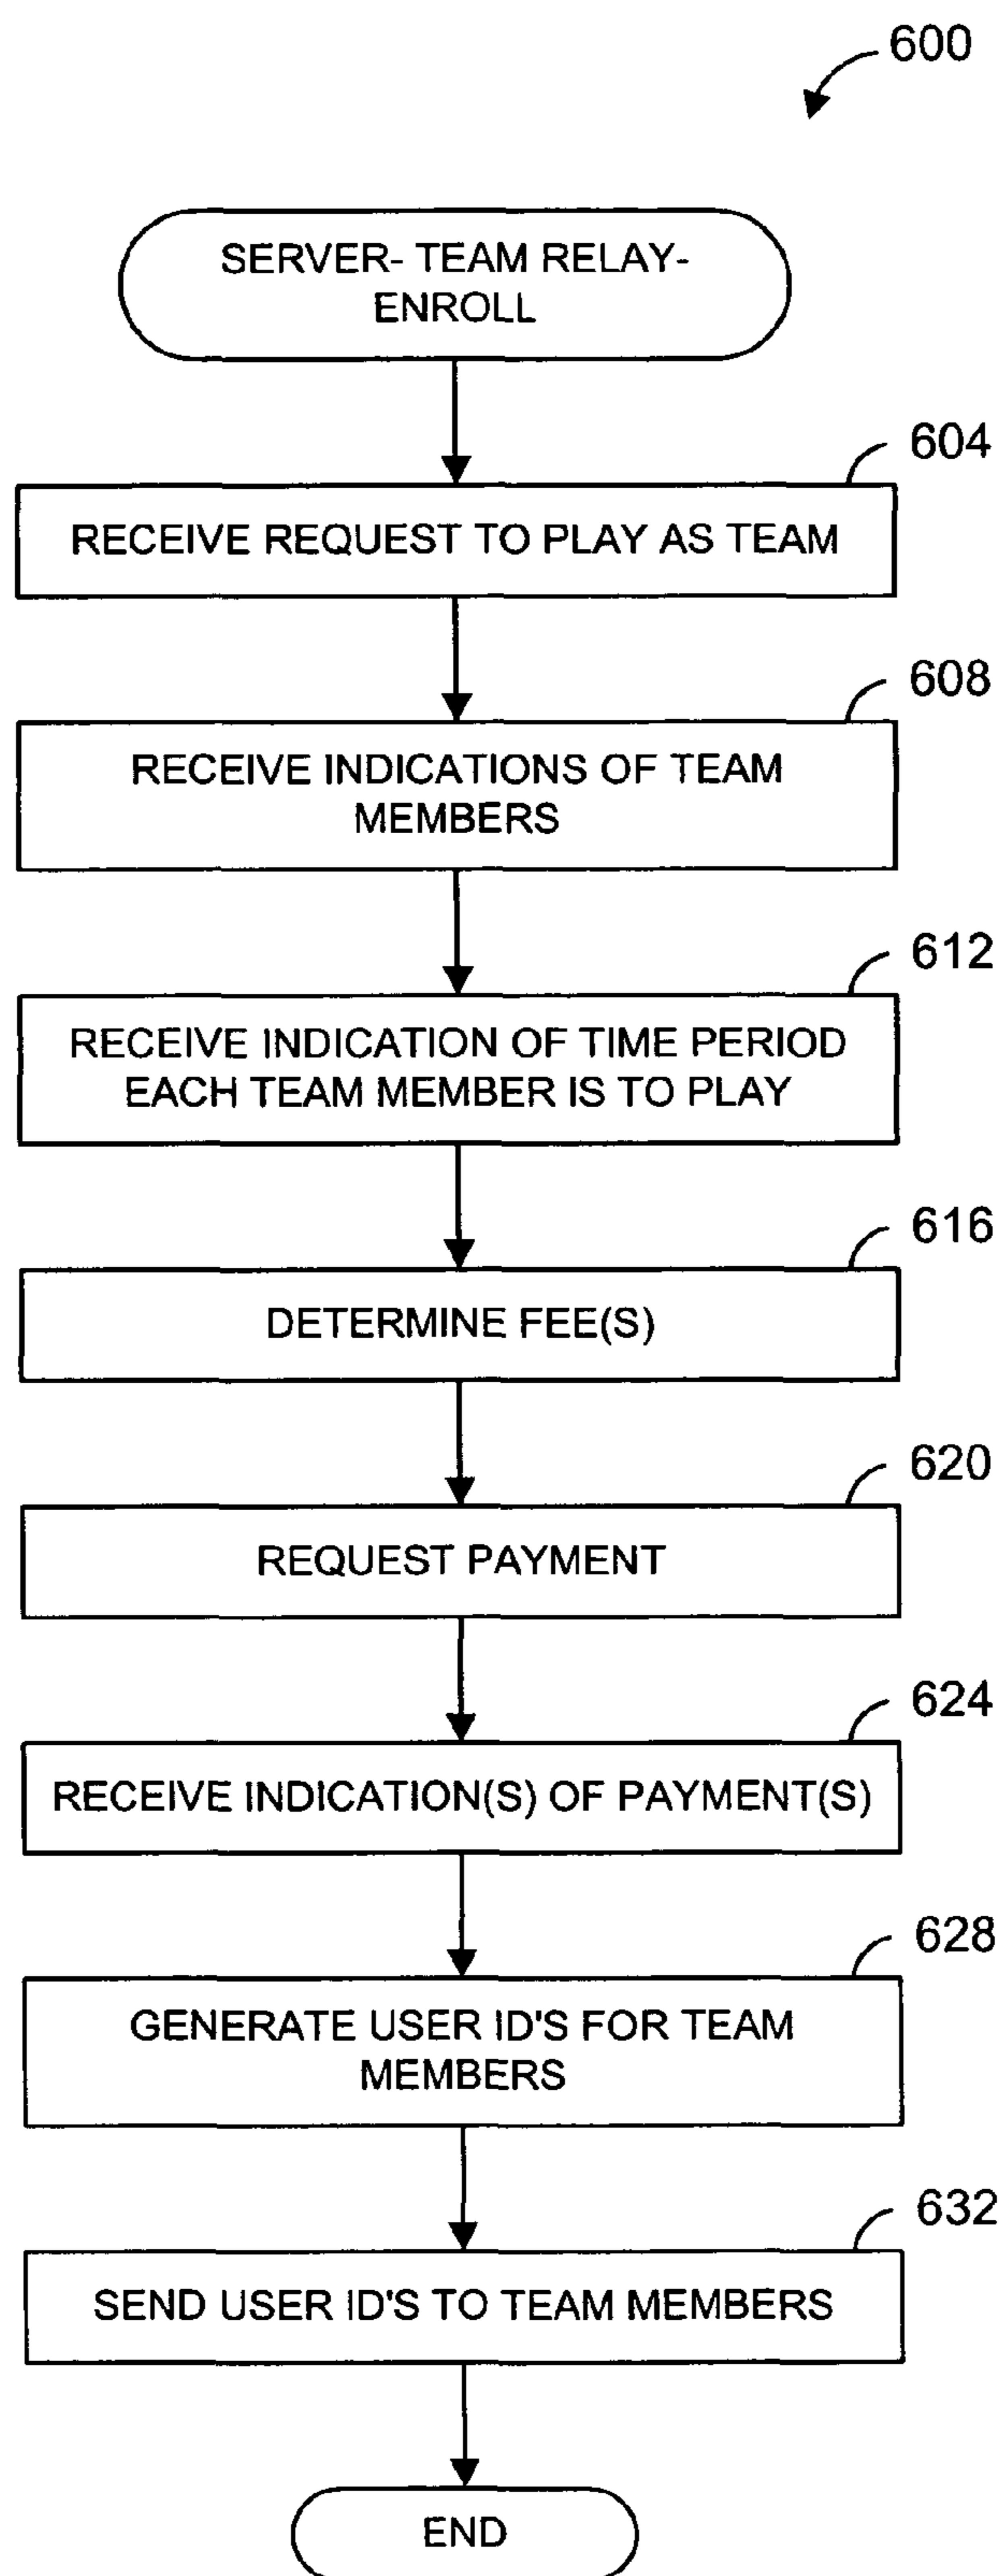 600
SERVER- TEAM RELAY-
ENROLL
604
RECEIVE REQUEST TO PLAY AS TEAM
608
RECEIVE INDICATIONS OF TEAM
MEMBERS
612
RECEIVE INDICATION OF TIME PERIOD
EACH TEAM MEMBER IS TO PLAY
616
DETERMINE FEE(S)
620
REQUEST PAYMENT
624
RECEIVE INDICATION(S) OF PAYMENT(S)
628
GENERATE USER ID'S FOR TEAM
MEMBERS
632
SEND USER ID'S TO TEAM MEMBERS
END